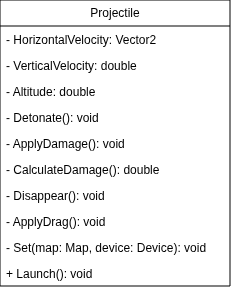 Projectile
- HorizontalVelocity: Vector2
- VerticalVelocity: double
- Altitude: double
- Detonate(): void
- ApplyDamage(): void
- CalculateDamage(): double
- Disappear(): void
- ApplyDrag(): void
- Set(map: Map, device: Device): void
+ Launch(): void